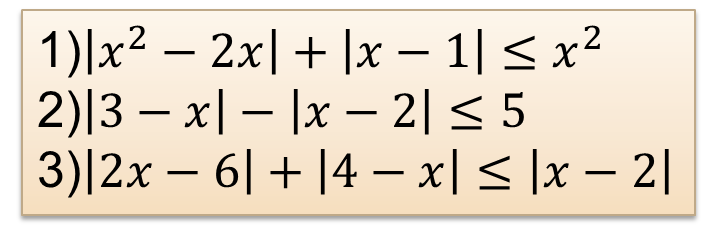 1)|x² − 2x| + |x − 1| ≤ x²
2)|3 − x| − |x − 2| ≤ 5
3)|2x − 6| + |4 − x| ≤ |x − 2|